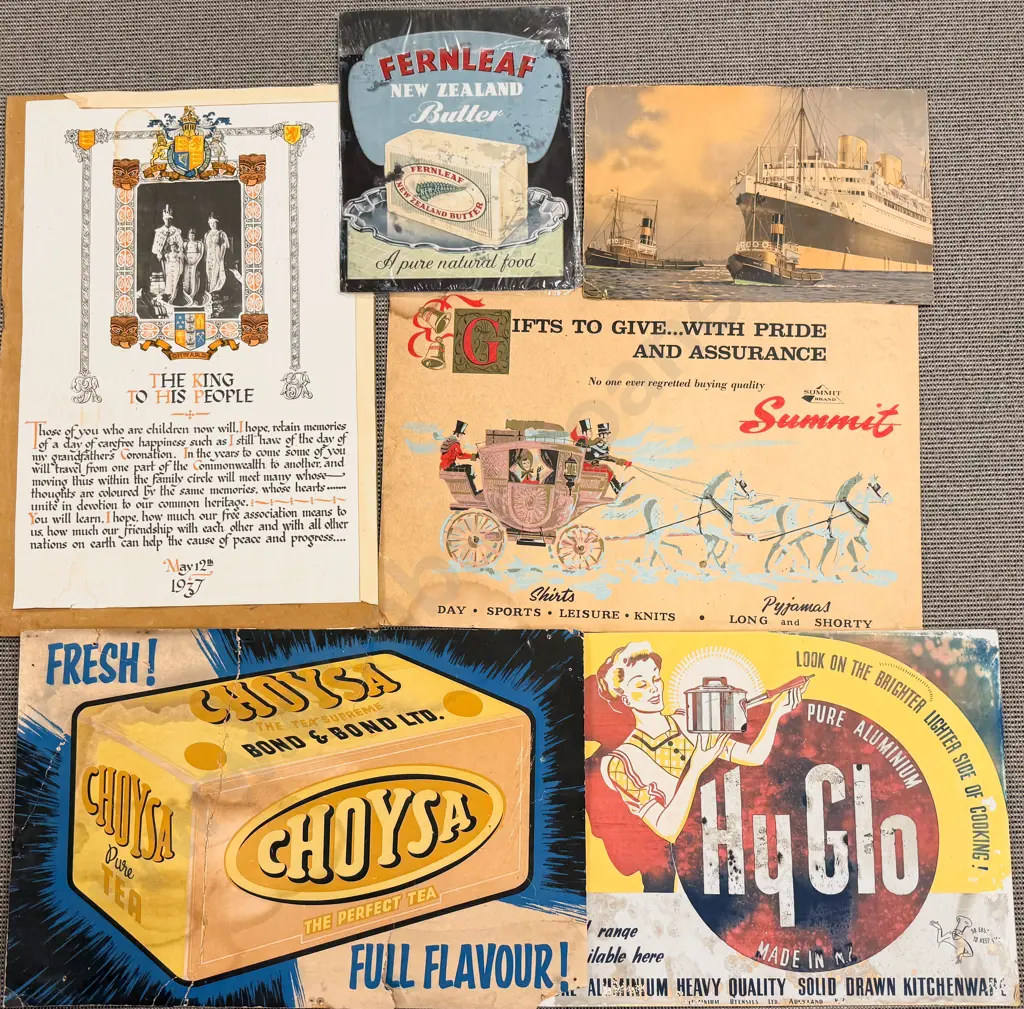 FERNLEAF
NEW ZEALAND
Butter
FERNLEAF
NEW ZEALAND BUTTER
A pure natural food
ONWARD
THE KING
TO HIS PEOPLE
Those of you who are children now will, I hope, retain memories
of a day of carefree happiness such as I still have of the day of
my grandfather's Coronation. In the years to come some of you
will travel from one part of the Commonwealth to another, and
moving thus within the family circle will meet many whose
thoughts are coloured by the same memories, whose hearts
unite in devotion to our common heritage.
You will learn, I hope, how much our free association means to
us, how much our friendship with each other and with all other
nations on earth can help the cause of peace and progress....
May 12th
1937
GIFTS TO GIVE...WITH PRIDE
AND ASSURANCE
No one ever regretted buying quality
SUMMIT
BRAND
Summit
Shirts
DAY • SPORTS • LEISURE • KNITS •
Pyjamas
LONG and SHORTY
FRESH!
CHOYSA
THE TEA SUPREME
BOND & BOND LTD.
CHOYSA
Pure
TEA
CHOYSA
THE PERFECT TEA
FULL FLAVOUR!
LOOK ON THE BRIGHTER LIGHTER SIDE OF COOKING!
PURE ALUMINIUM
HyGlo
MADE IN N.Z.
range
ilable here
ALUMINIUM HEAVY QUALITY SOLID DRAWN KITCHENWARE
UTENSILS LTD. AUCKLAND